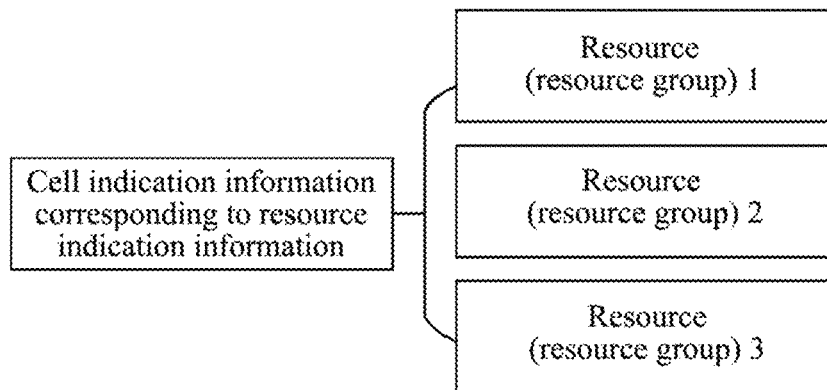 Resource
(resource group) 1
Cell indication information
corresponding to resource
indication information
Resource
(resource group) 2
Resource
(resource group) 3